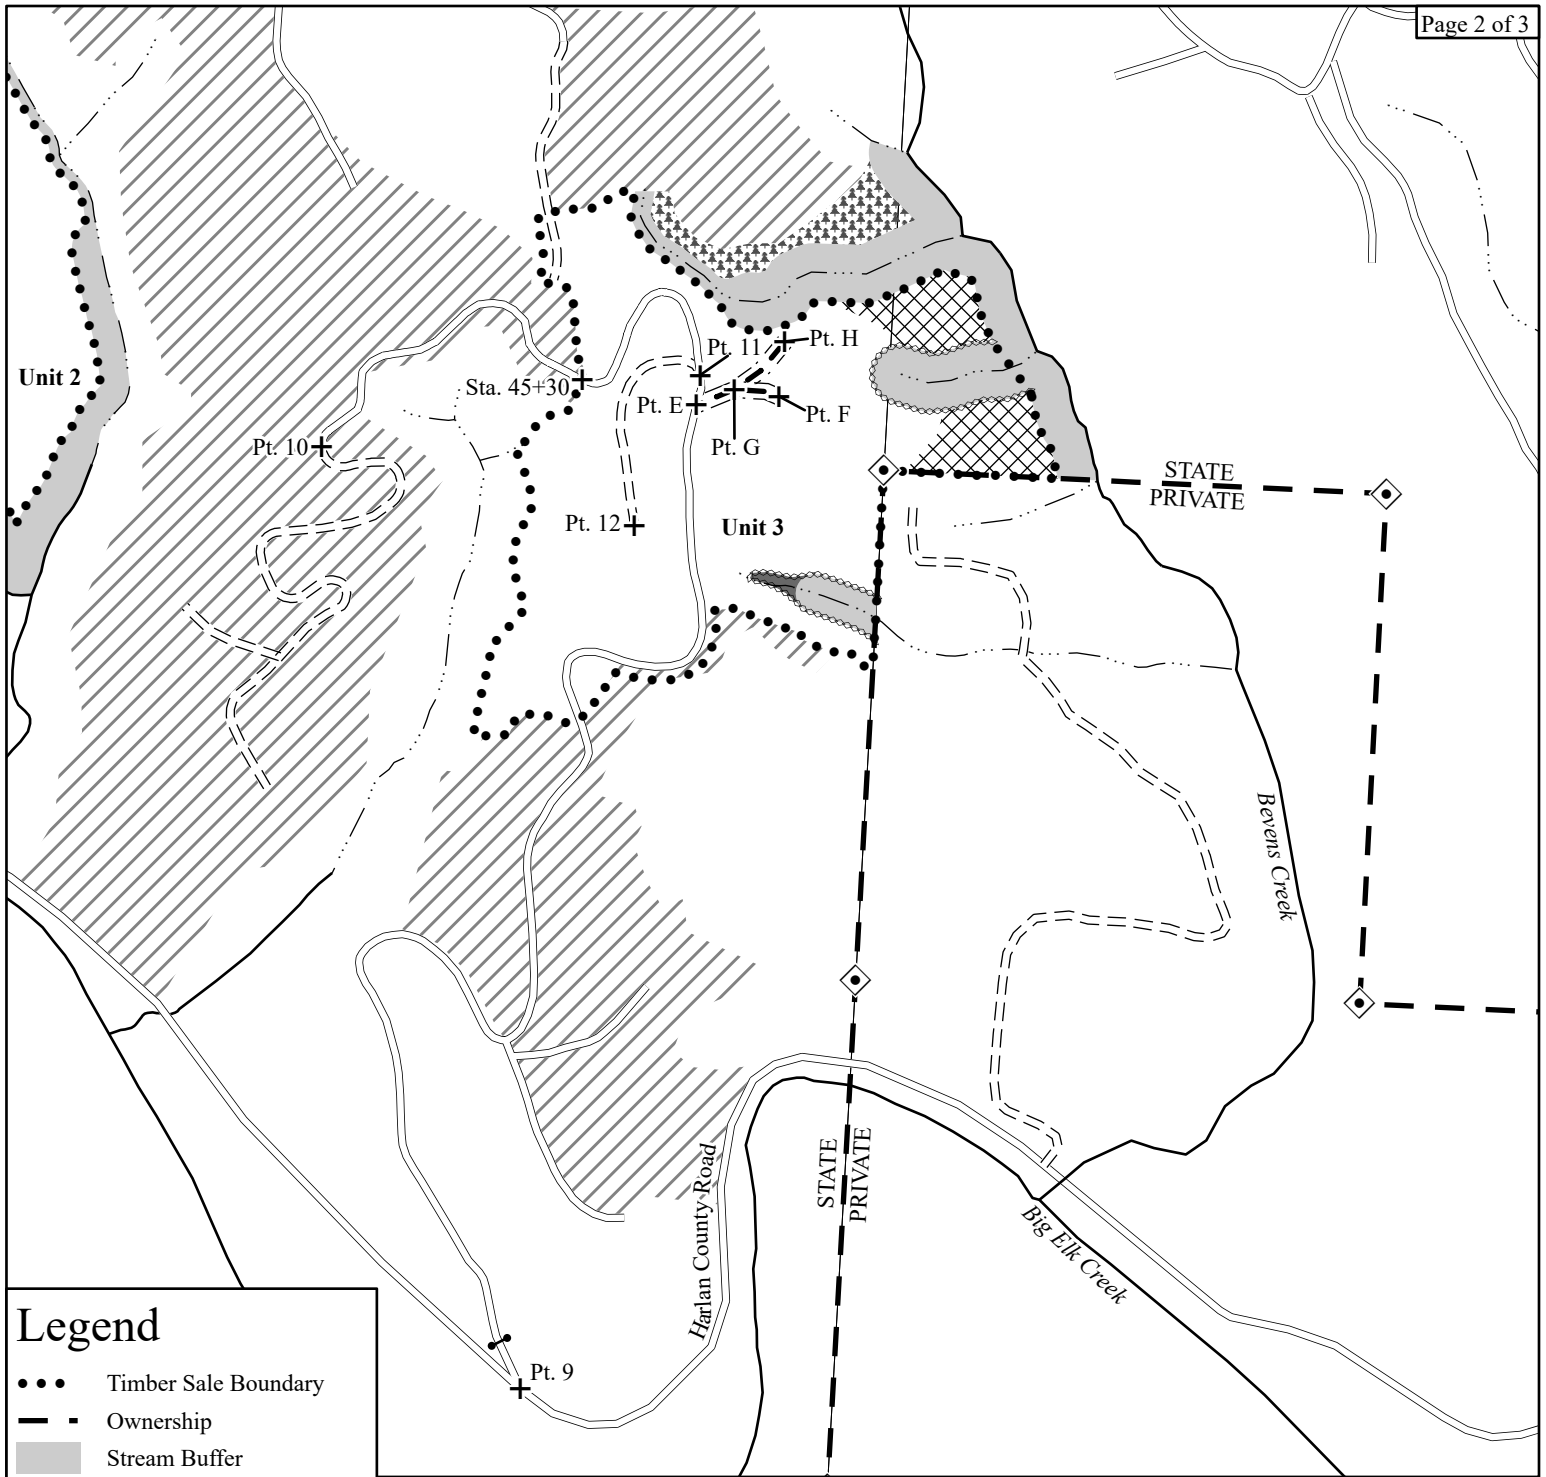 Page 2 of 3
Unit 2
Pt. 11
Pt. H
Sta. 45+30
Pt. E
Pt. F
Pt. G
Pt. 10
Pt. 12
Unit 3
STATE
PRIVATE
Bevens Creek
STATE
PRIVATE
Harlan County Road
Big Elk Creek
Pt. 9
Legend
Timber Sale Boundary
Ownership
Stream Buffer